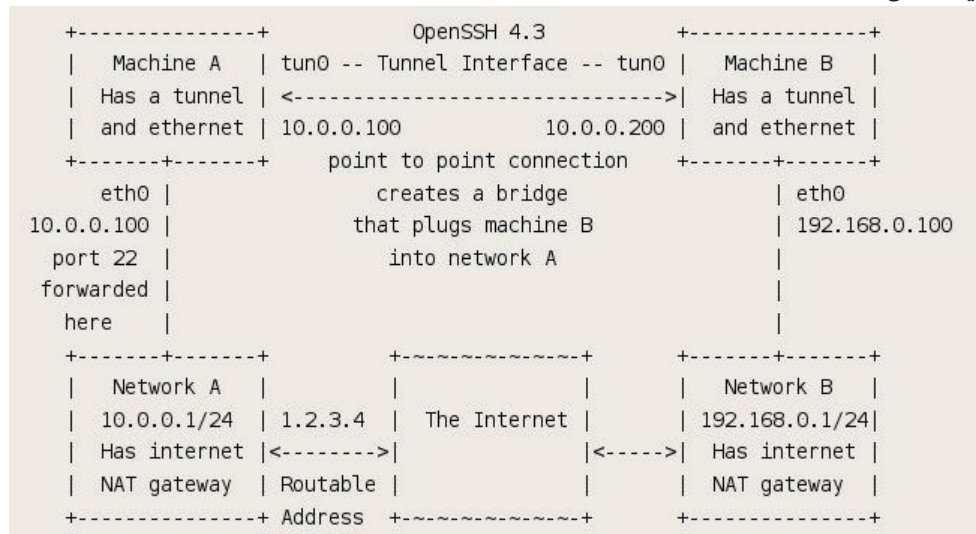 +---------------+                  OpenSSH 4.3                +---------------+
|   Machine A   | tun0 -- Tunnel Interface -- tun0 |   Machine B   |
|  Has a tunnel | <------------------------------->|  Has a tunnel |
|  and ethernet | 10.0.0.100            10.0.0.200 |  and ethernet |
+-------+-------+     point to point connection    +-------+-------+
   eth0 |                creates a bridge                  | eth0
10.0.0.100 |             that plugs machine B              | 192.168.0.100
port 22 |                 into network A                   |
forwarded |                                                |
here    |                                                  |
+-------+-------+          +-~-~-~-~-~-~-~-+       +-------+-------+
|   Network A   |          |               |       |   Network B   |
|  10.0.0.1/24  | 1.2.3.4  |  The Internet |       | 192.168.0.1/24|
|  Has internet |<-------->|               |<----->|  Has internet |
|  NAT gateway  | Routable |               |       |  NAT gateway  |
+---------------+ Address  +-~-~-~-~-~-~-~-+       +---------------+